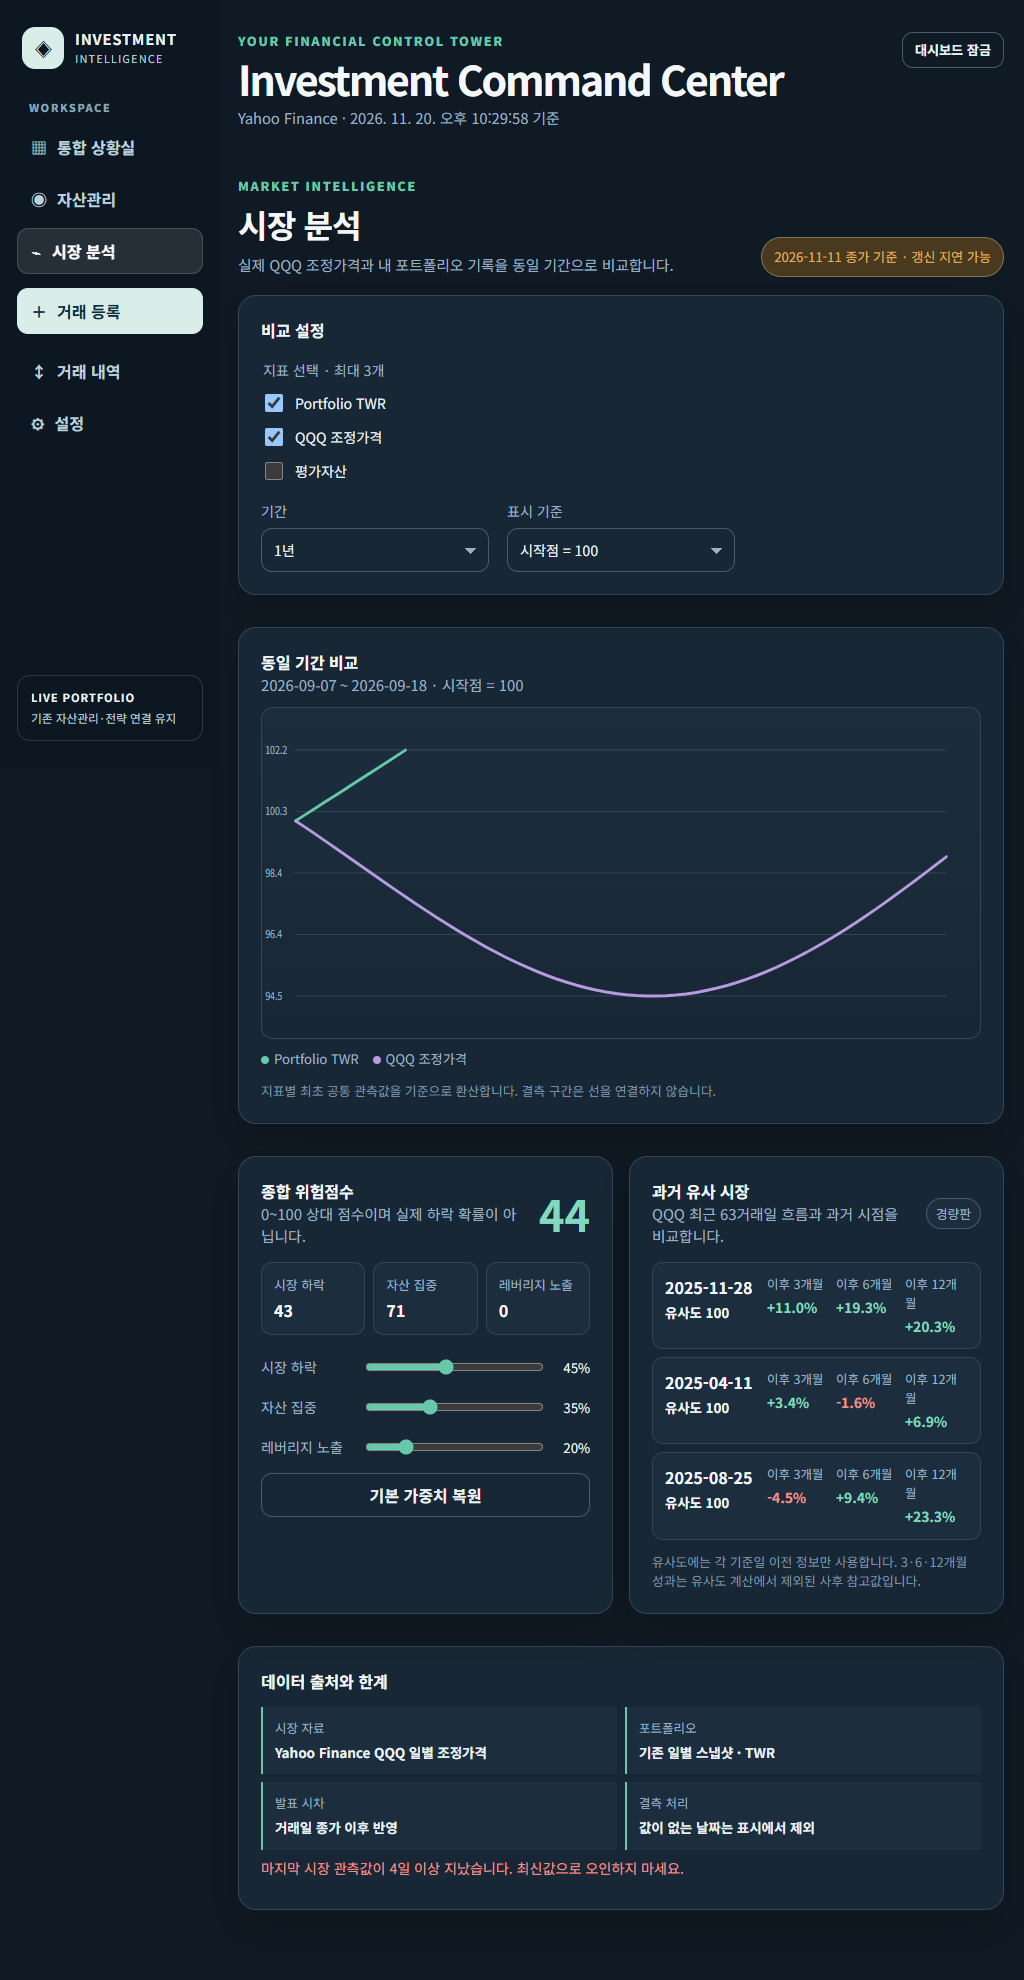 INVESTMENT
INTELLIGENCE
WORKSPACE
통합 상황실
자산관리
시장 분석
+ 거래 등록
거래 내역
설정
LIVE PORTFOLIO
기존 자산관리·전략 연결 유지
YOUR FINANCIAL CONTROL TOWER
Investment Command Center
Yahoo Finance · 2026. 11. 20. 오후 10:29:58 기준
대시보드 잠금
MARKET INTELLIGENCE
시장 분석
실제 QQQ 조정가격과 내 포트폴리오 기록을 동일 기간으로 비교합니다.
2026-11-11 종가 기준 · 갱신 지연 가능
비교 설정
지표 선택 · 최대 3개
Portfolio TWR
QQQ 조정가격
평가자산
기간
표시 기준
1년
시작점 = 100
동일 기간 비교
2026-09-07 ~ 2026-09-18 · 시작점 = 100
102.2
100.3
98.4
96.4
94.5
Portfolio TWR
QQQ 조정가격
지표별 최초 공통 관측값을 기준으로 환산합니다. 결측 구간은 선을 연결하지 않습니다.
종합 위험점수
0~100 상대 점수이며 실제 하락 확률이 아
닙니다.
44
시장 하락
43
자산 집중
71
레버리지 노출
0
시장 하락
45%
자산 집중
35%
레버리지 노출
20%
기본 가중치 복원
과거 유사 시장
QQQ 최근 63거래일 흐름과 과거 시점을
비교합니다.
경량판
2025-11-28
유사도 100
이후 3개월
+11.0%
이후 6개월
+19.3%
이후 12개
월
+20.3%
2025-04-11
유사도 100
이후 3개월
+3.4%
이후 6개월
-1.6%
이후 12개
월
+6.9%
2025-08-25
유사도 100
이후 3개월
-4.5%
이후 6개월
+9.4%
이후 12개
월
+23.3%
유사도에는 각 기준일 이전 정보만 사용합니다. 3·6·12개월
성과는 유사도 계산에서 제외된 사후 참고값입니다.
데이터 출처와 한계
시장 자료
Yahoo Finance QQQ 일별 조정가격
포트폴리오
기존 일별 스냅샷 · TWR
발표 시차
거래일 종가 이후 반영
결측 처리
값이 없는 날짜는 표시에서 제외
마지막 시장 관측값이 4일 이상 지났습니다. 최신값으로 오인하지 마세요.